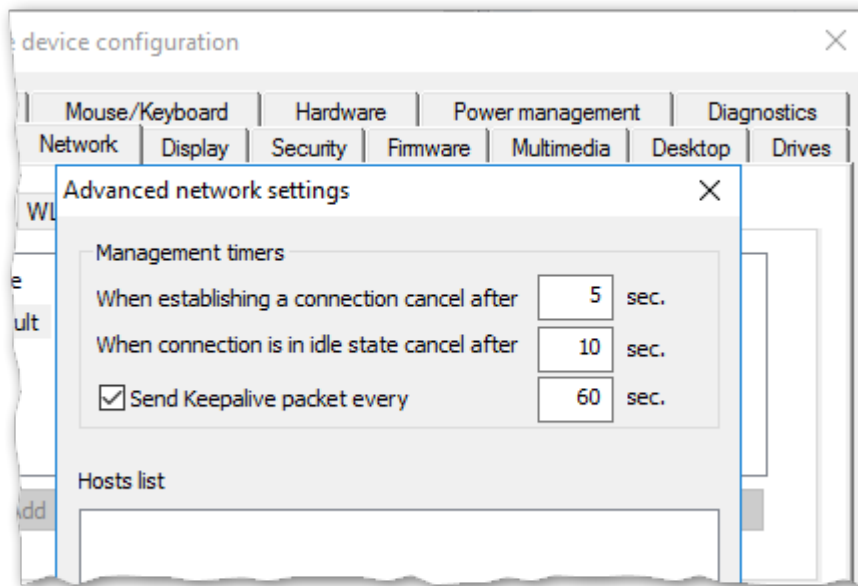 device configuration
Mouse/Keyboard Hardware Power management Diagnostics
Network Display Security Firmware Multimedia Desktop Drives
Advanced network settings
WL
Management timers
When establishing a connection cancel after 5 sec.
When connection is in idle state cancel after 10 sec.
Send Keepalive packet every 60 sec.
Hosts list